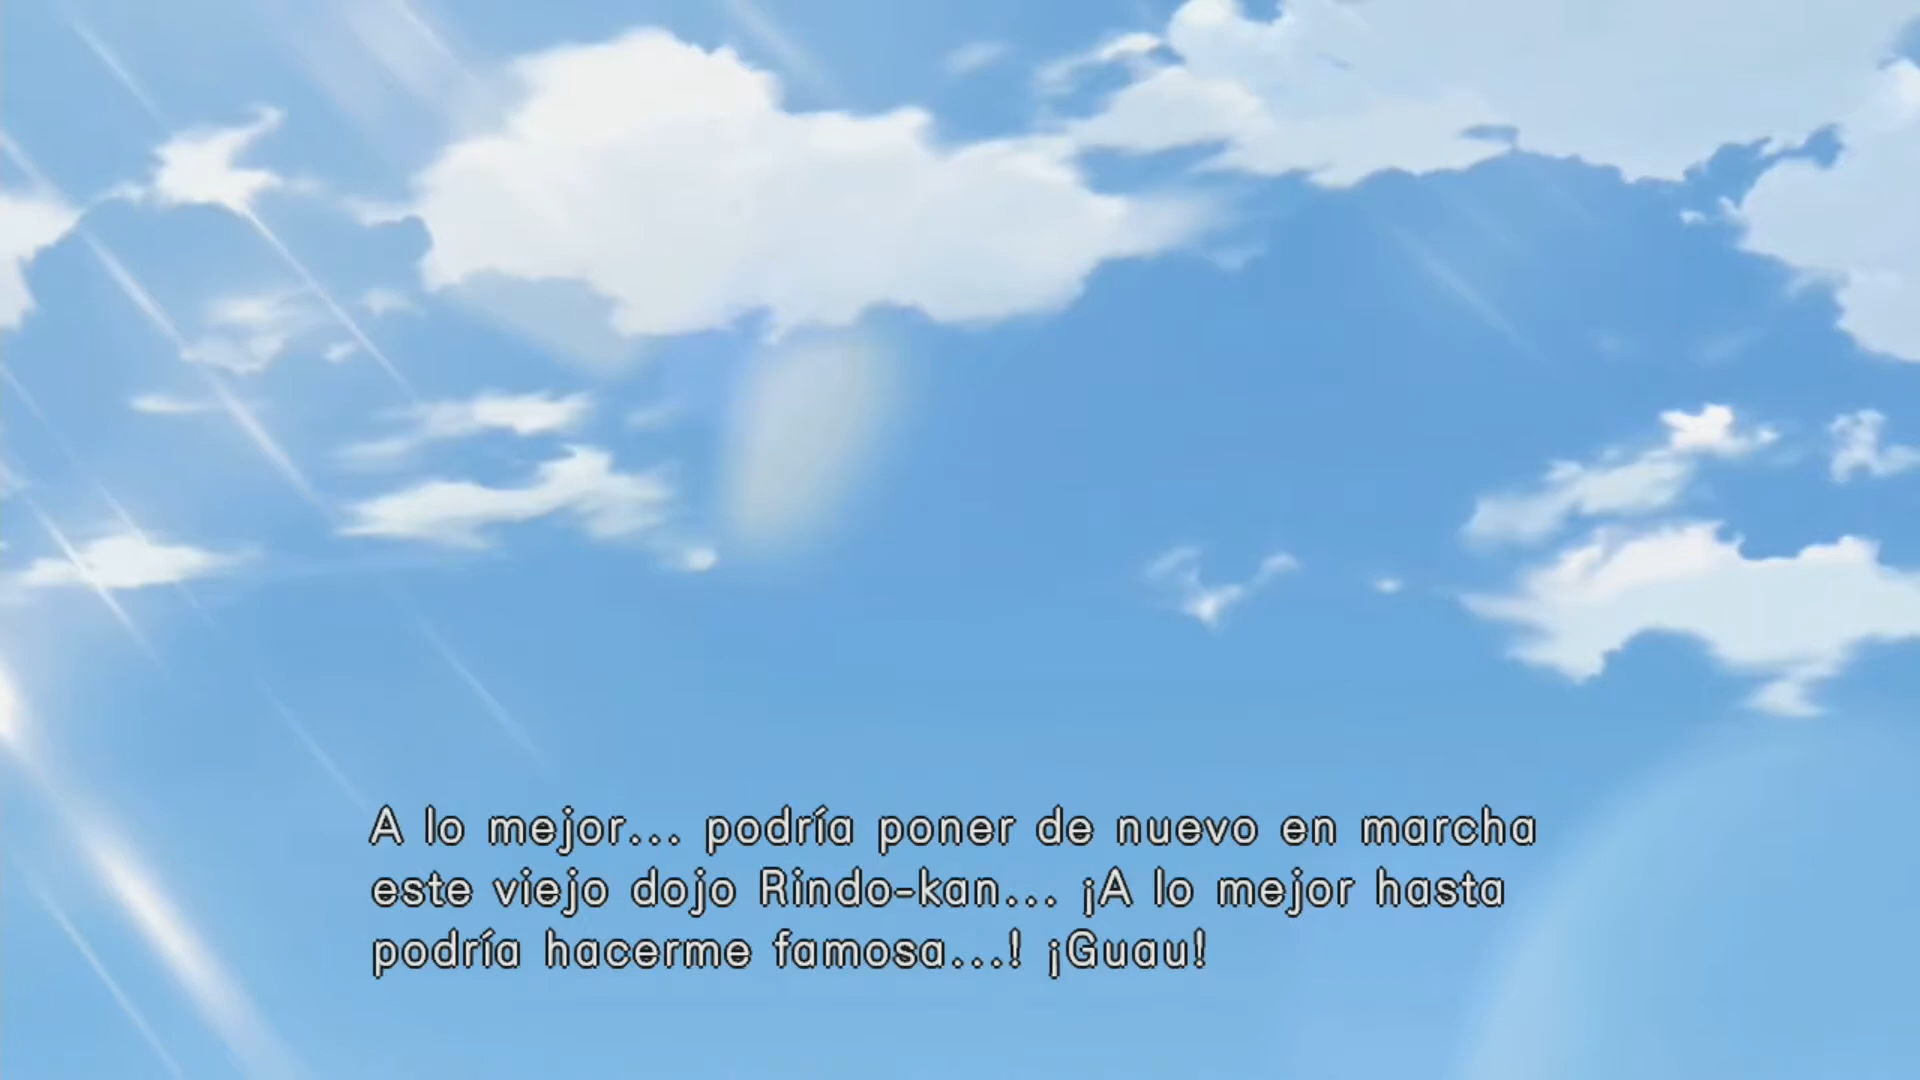 A lo mejor... podría poner de nuevo en marcha
este viejo dojo Rindo-kan... ¡A lo mejor hasta
podría hacerme famosa...! ¡Guau!